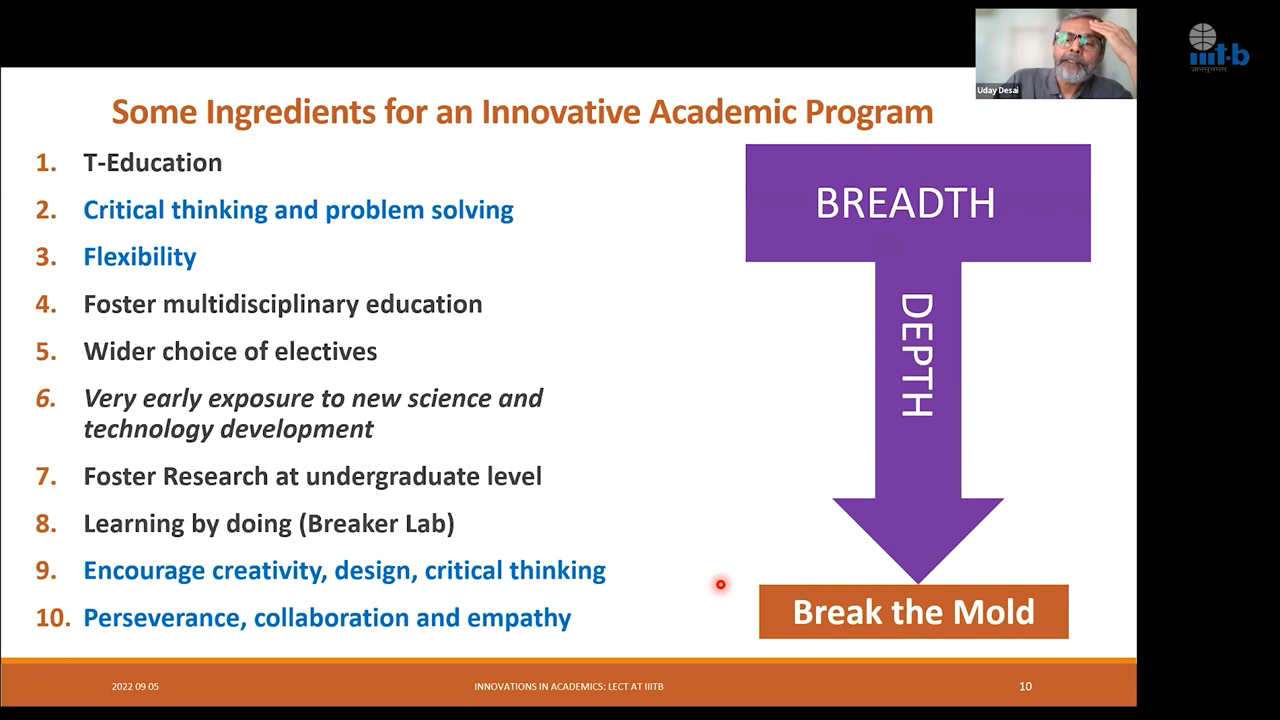 iiit-b
ज्ञानमुत्तमम्
Uday Desai
Some Ingredients for an Innovative Academic Program
1. T-Education
2. Critical thinking and problem solving
3. Flexibility
4. Foster multidisciplinary education
5. Wider choice of electives
6. Very early exposure to new science and
technology development
7. Foster Research at undergraduate level
8. Learning by doing (Breaker Lab)
9. Encourage creativity, design, critical thinking
10. Perseverance, collaboration and empathy
BREADTH
DEPTH
Break the Mold
2022 09 05
INNOVATIONS IN ACADEMICS: LECT AT IIITB
10